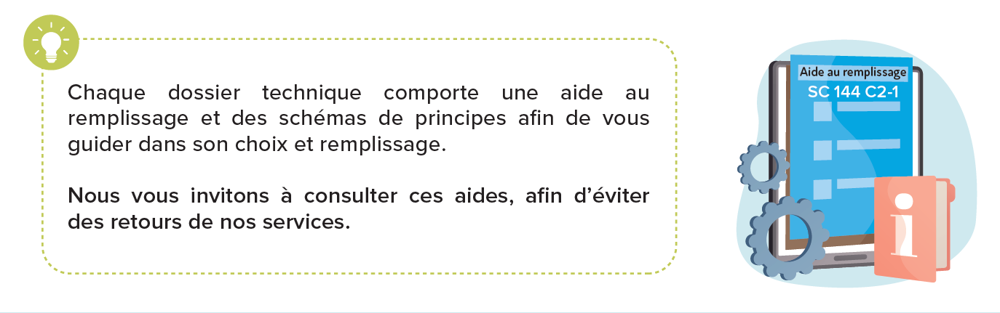 Chaque dossier technique comporte une aide au
remplissage et des schémas de principes afin de vous
guider dans son choix et remplissage.
Nous vous invitons à consulter ces aides, afin d’éviter
des retours de nos services.
Aide au remplissage
SC 144 C2-1
i